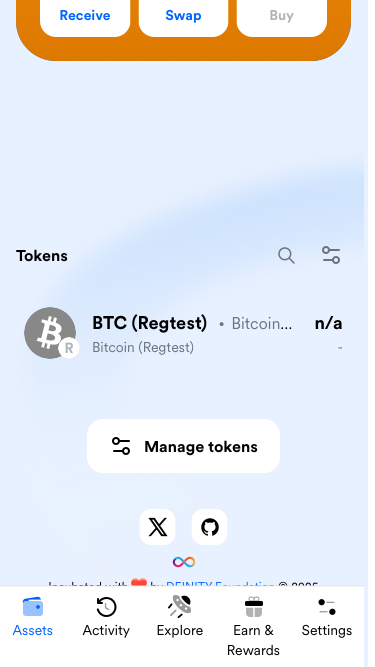 Receive Swap Buy
Tokens
BTC (Regtest) • Bitcoin... n/a
R
Bitcoin (Regtest) -
Manage tokens
Incubated with ❤️ by DFINITY Foundation © 2025
Assets Activity Explore Earn & Rewards Settings